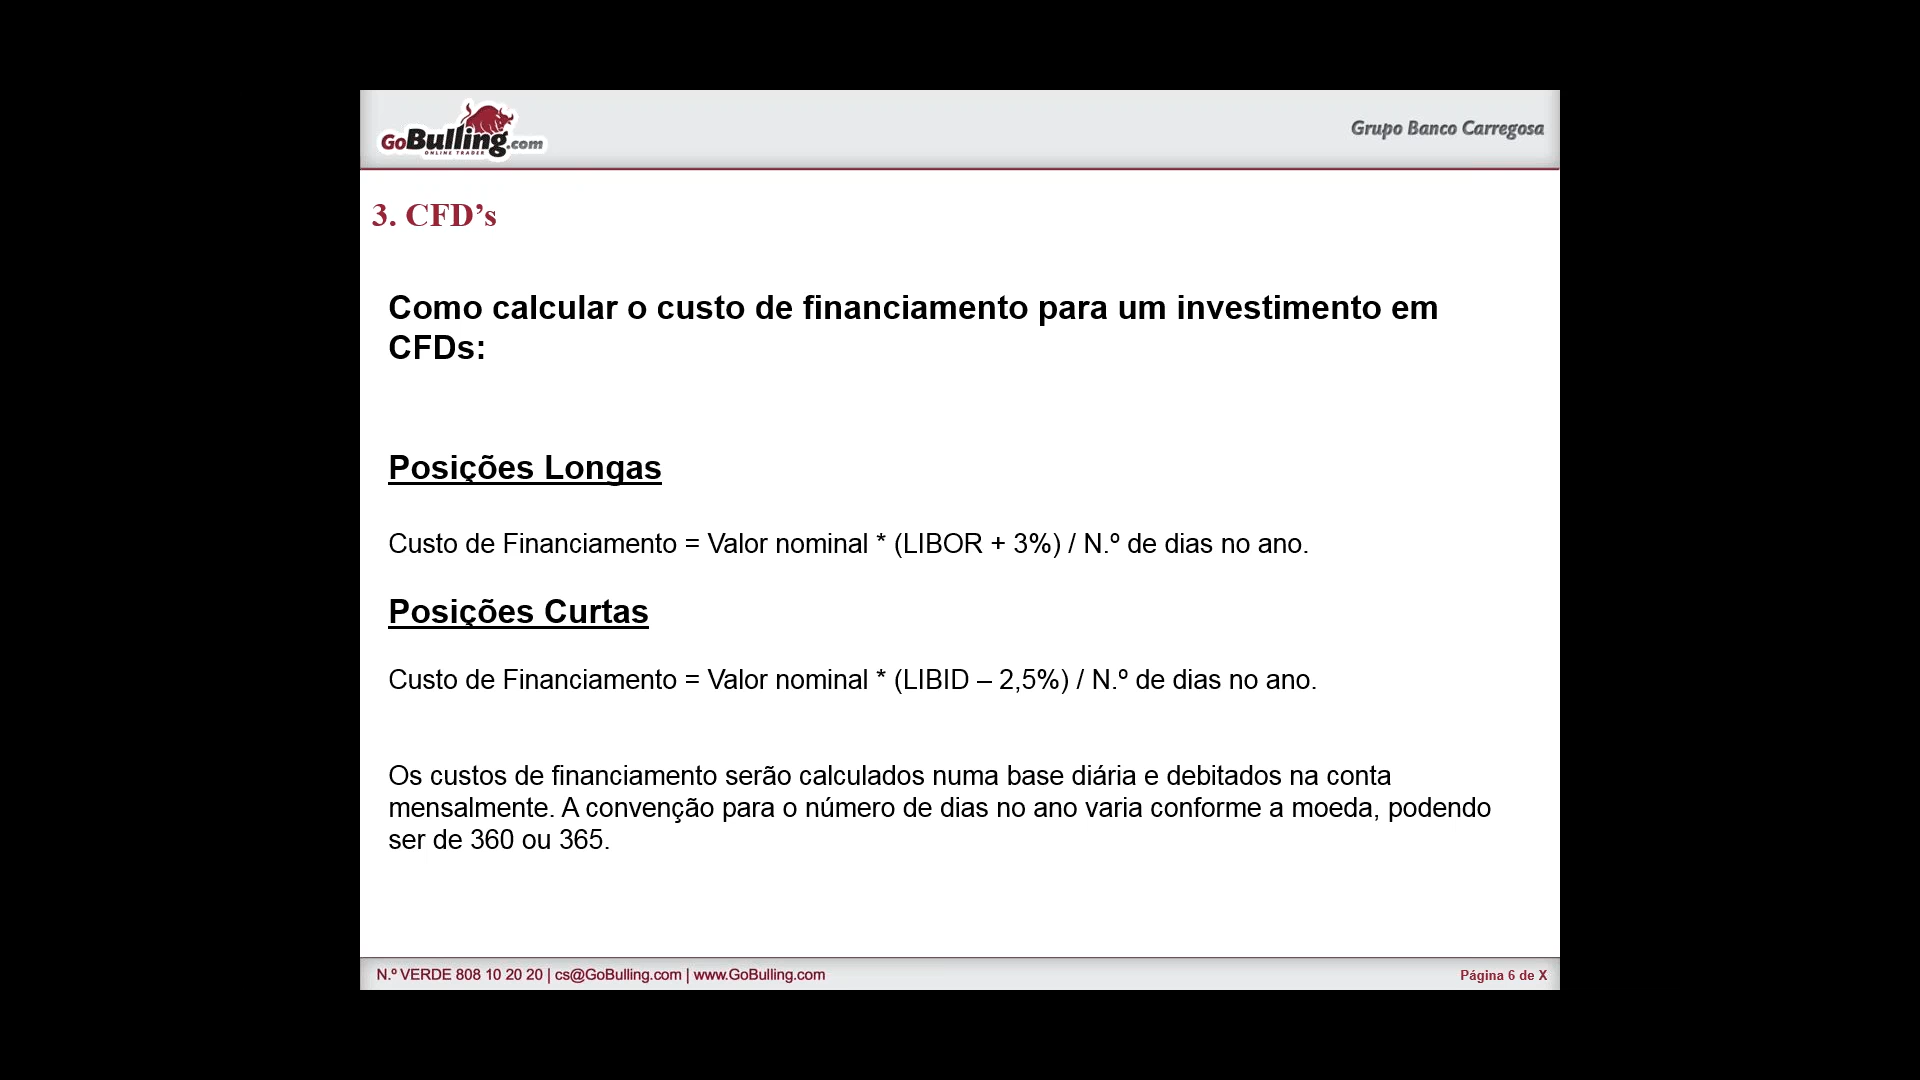 GoBulling.com
ONLINE TRADER
Grupo Banco Carregosa
3. CFD’s
Como calcular o custo de financiamento para um investimento em
CFDs:
Posições Longas
Custo de Financiamento = Valor nominal * (LIBOR + 3%) / N.º de dias no ano.
Posições Curtas
Custo de Financiamento = Valor nominal * (LIBID – 2,5%) / N.º de dias no ano.
Os custos de financiamento serão calculados numa base diária e debitados na conta
mensalmente. A convenção para o número de dias no ano varia conforme a moeda, podendo
ser de 360 ou 365.
N.º VERDE 808 10 20 20 | cs@GoBulling.com | www.GoBulling.com
Página 6 de X